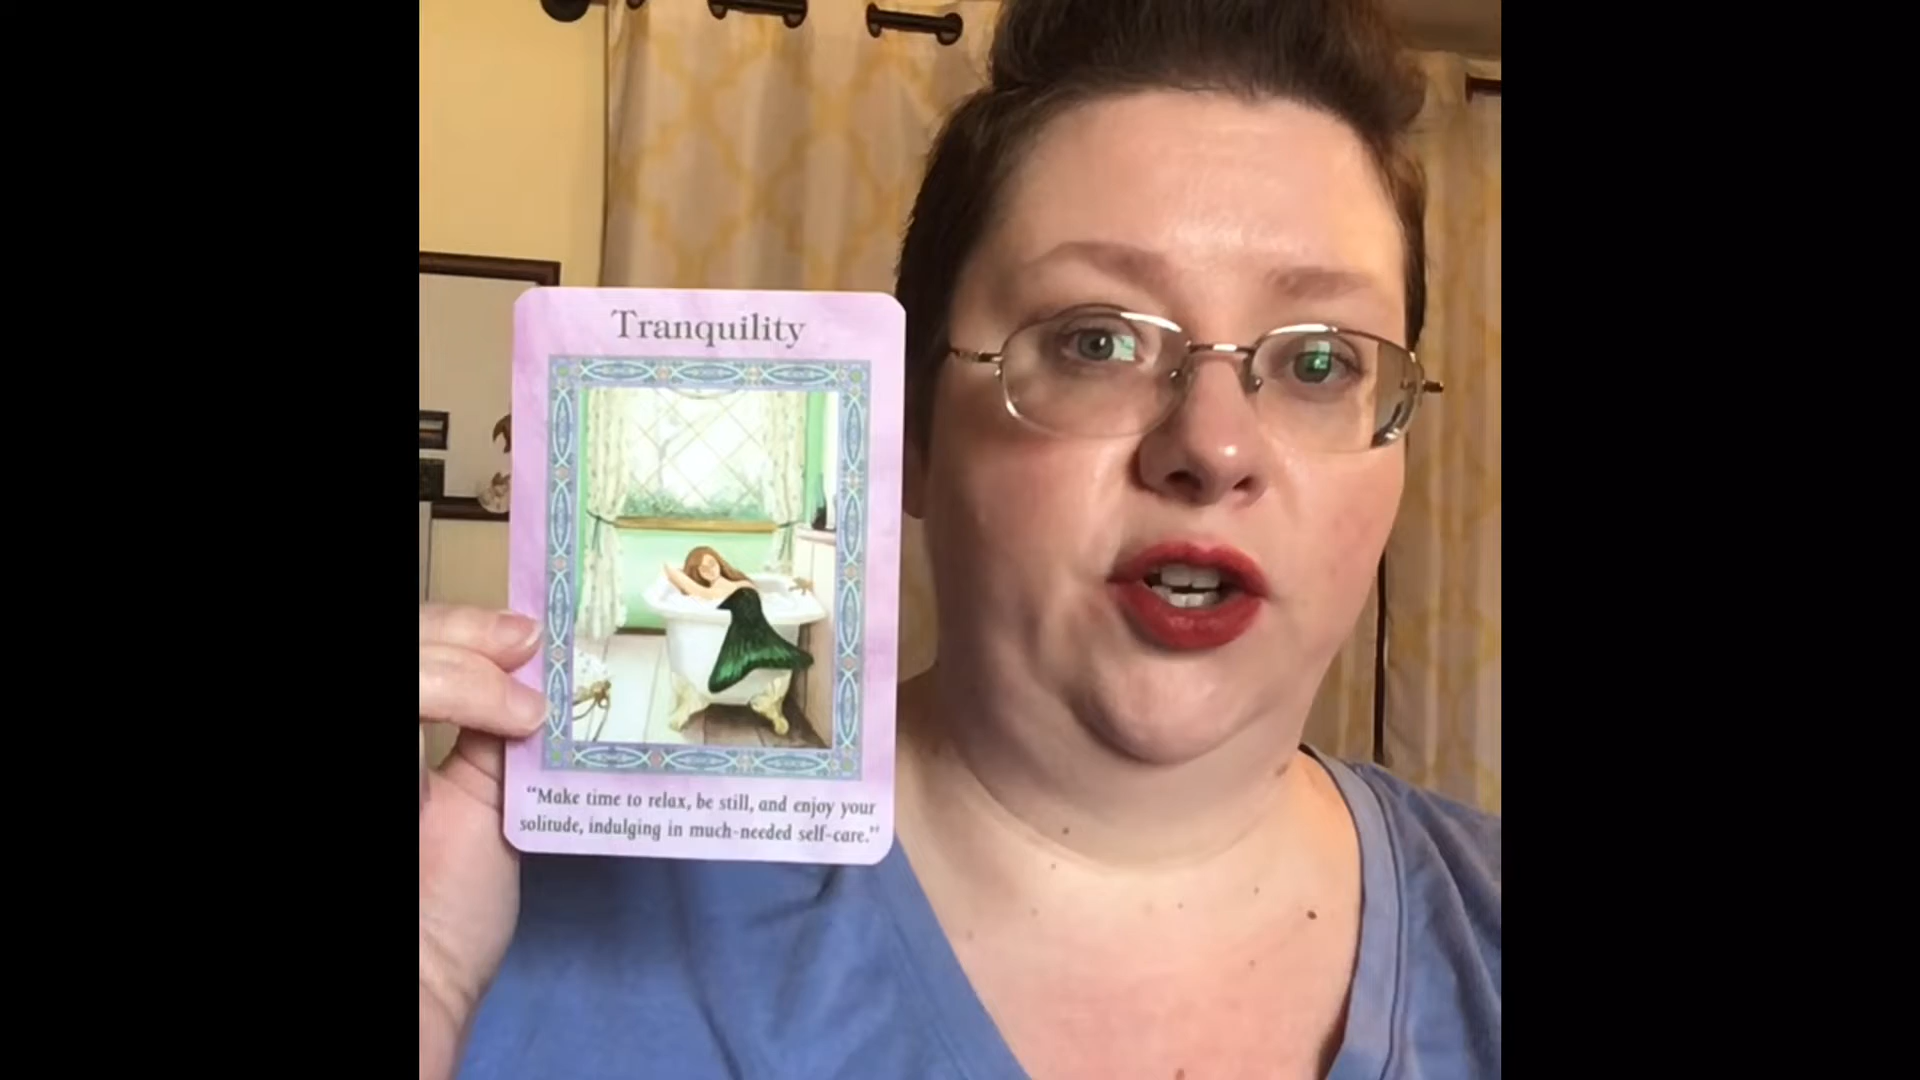 Tranquility
“Make time to relax, be still, and enjoy your
solitude, indulging in much-needed self-care.”